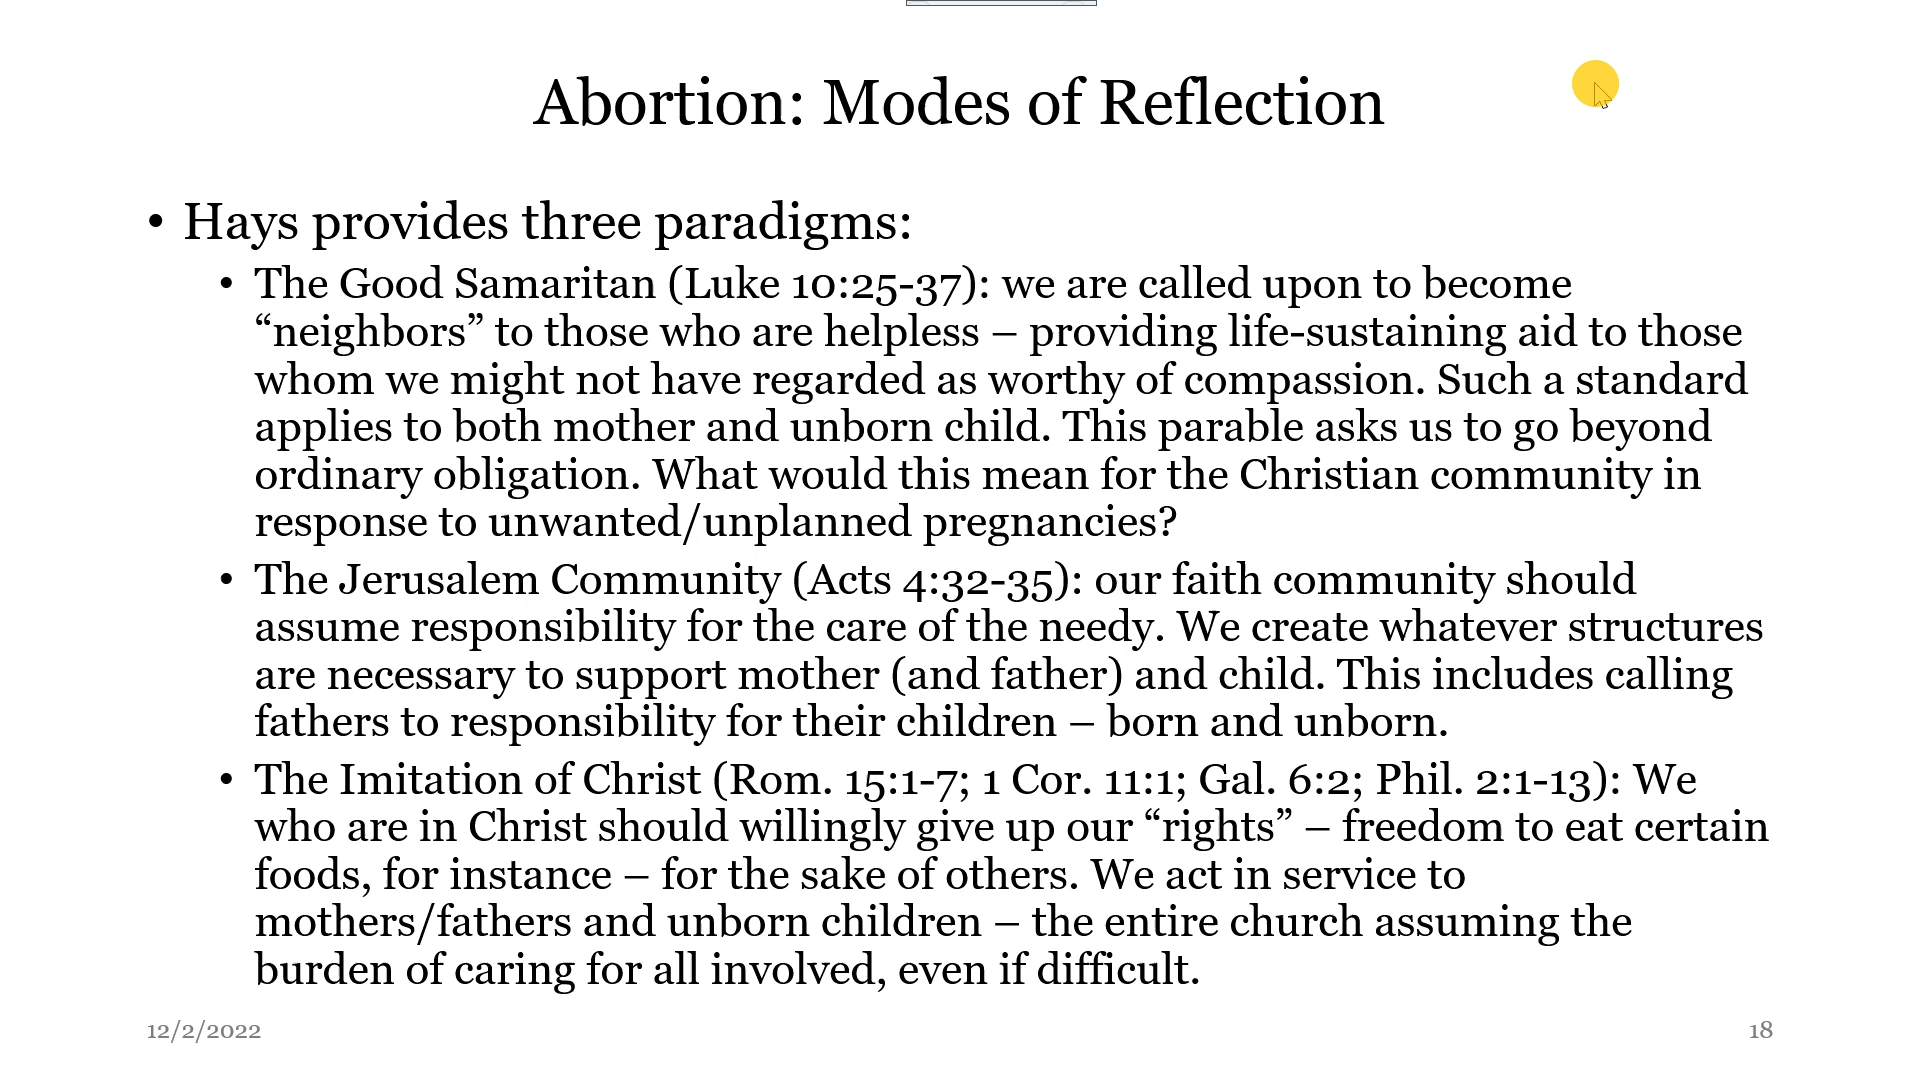 Abortion: Modes of Reflection
• Hays provides three paradigms:
• The Good Samaritan (Luke 10:25-37): we are called upon to become
“neighbors” to those who are helpless – providing life-sustaining aid to those
whom we might not have regarded as worthy of compassion. Such a standard
applies to both mother and unborn child. This parable asks us to go beyond
ordinary obligation. What would this mean for the Christian community in
response to unwanted/unplanned pregnancies?
• The Jerusalem Community (Acts 4:32-35): our faith community should
assume responsibility for the care of the needy. We create whatever structures
are necessary to support mother (and father) and child. This includes calling
fathers to responsibility for their children – born and unborn.
• The Imitation of Christ (Rom. 15:1-7; 1 Cor. 11:1; Gal. 6:2; Phil. 2:1-13): We
who are in Christ should willingly give up our “rights” – freedom to eat certain
foods, for instance – for the sake of others. We act in service to
mothers/fathers and unborn children – the entire church assuming the
burden of caring for all involved, even if difficult.
12/2/2022
18